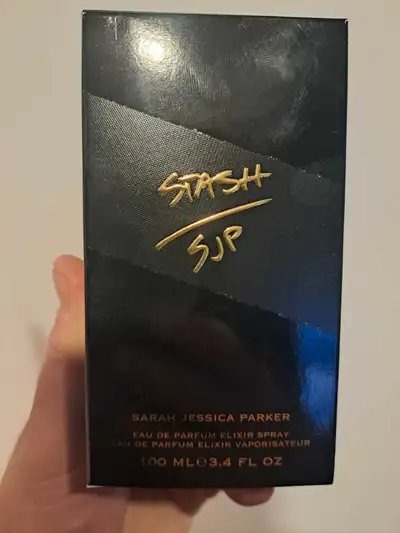 STASH
SJP
SARAH JESSICA PARKER
EAU DE PARFUM ELIXIR SPRAY
EAU DE PARFUM ELIXIR VAPORISATEUR
100 ML℮3.4 FL OZ